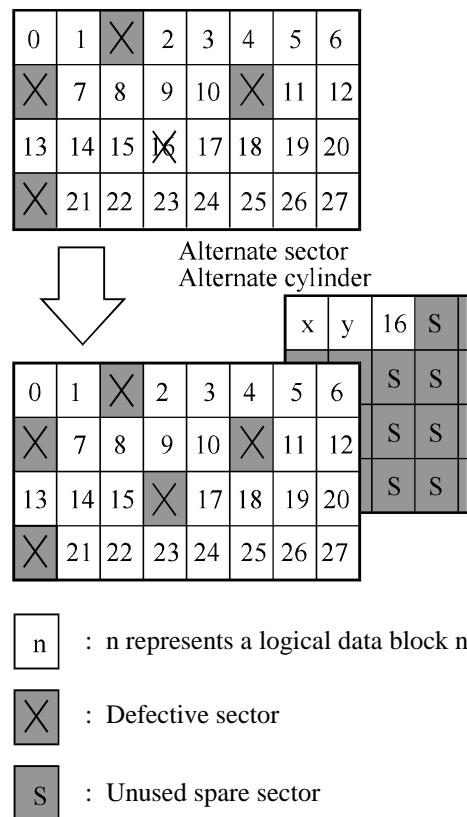 0 1 X 2 3 4 5 6
X 7 8 9 10 X 11 12
13 14 15 16 17 18 19 20
X 21 22 23 24 25 26 27
Alternate sector
Alternate cylinder
x y 16 S
S S
S S
S S
0 1 X 2 3 4 5 6
X 7 8 9 10 X 11 12
13 14 15 X 17 18 19 20
X 21 22 23 24 25 26 27
n : n represents a logical data block n
X : Defective sector
S : Unused spare sector